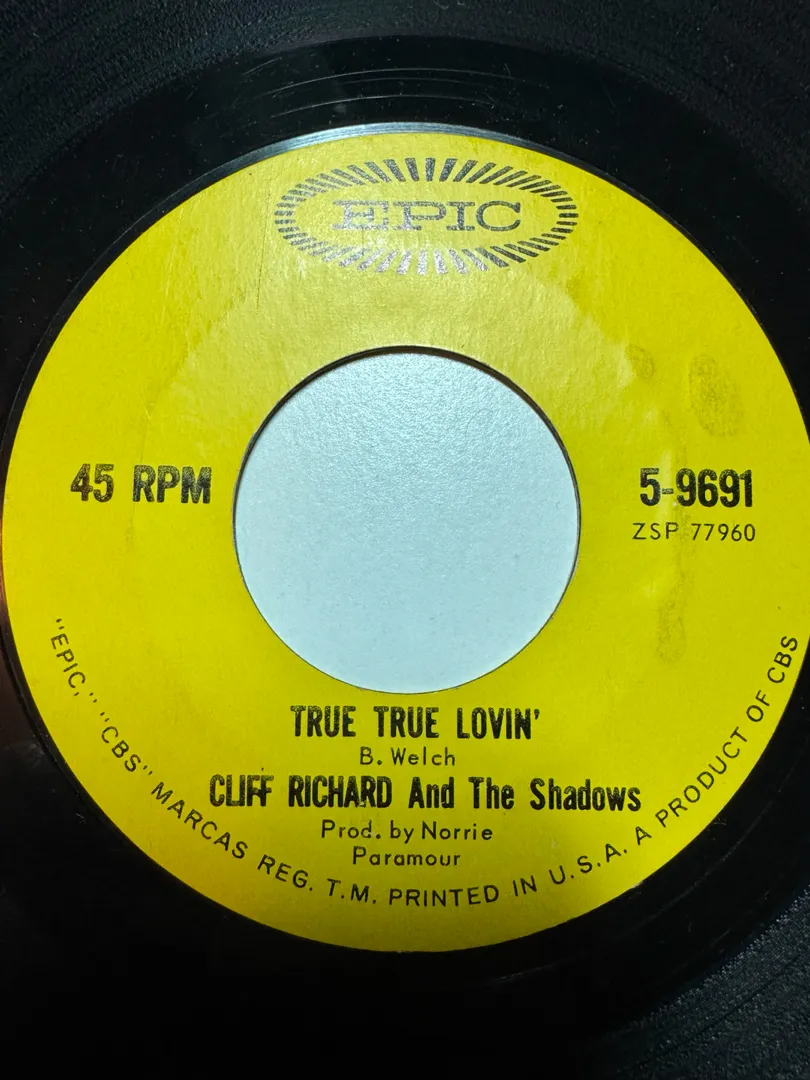 EPIC
45 RPM
5-9691
ZSP 77960
TRUE TRUE LOVIN'
B. Welch
CLIFF RICHARD And The Shadows
Prod. by Norrie
Paramour
"EPIC," "CBS" MARCAS REG. T.M. PRINTED IN U.S.A. A PRODUCT OF CBS